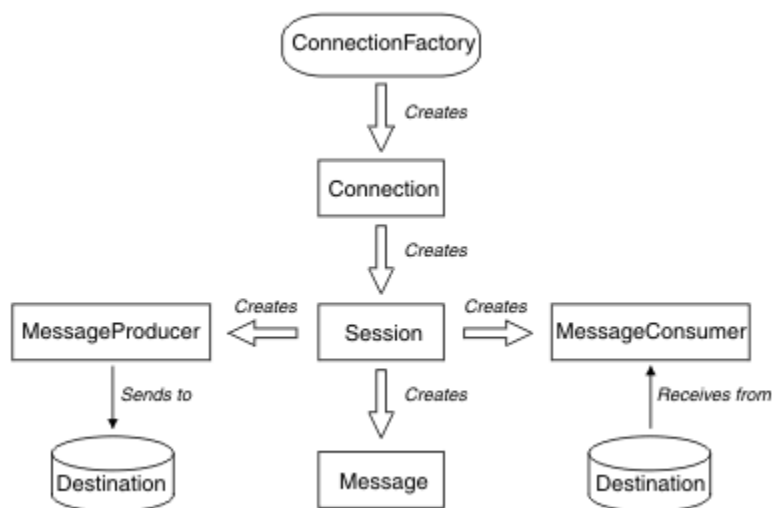 ConnectionFactory
Creates
Connection
Creates
Creates
Creates
MessageProducer
Session
MessageConsumer
Sends to
Creates
Receives from
Destination
Message
Destination